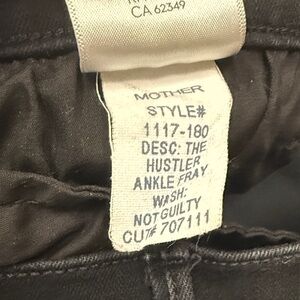 CA 62349
MOTHER
STYLE#
1117-180
DESC: THE
HUSTLER
ANKLE FRAY
WASH:
NOT GUILTY
CUT# 707111